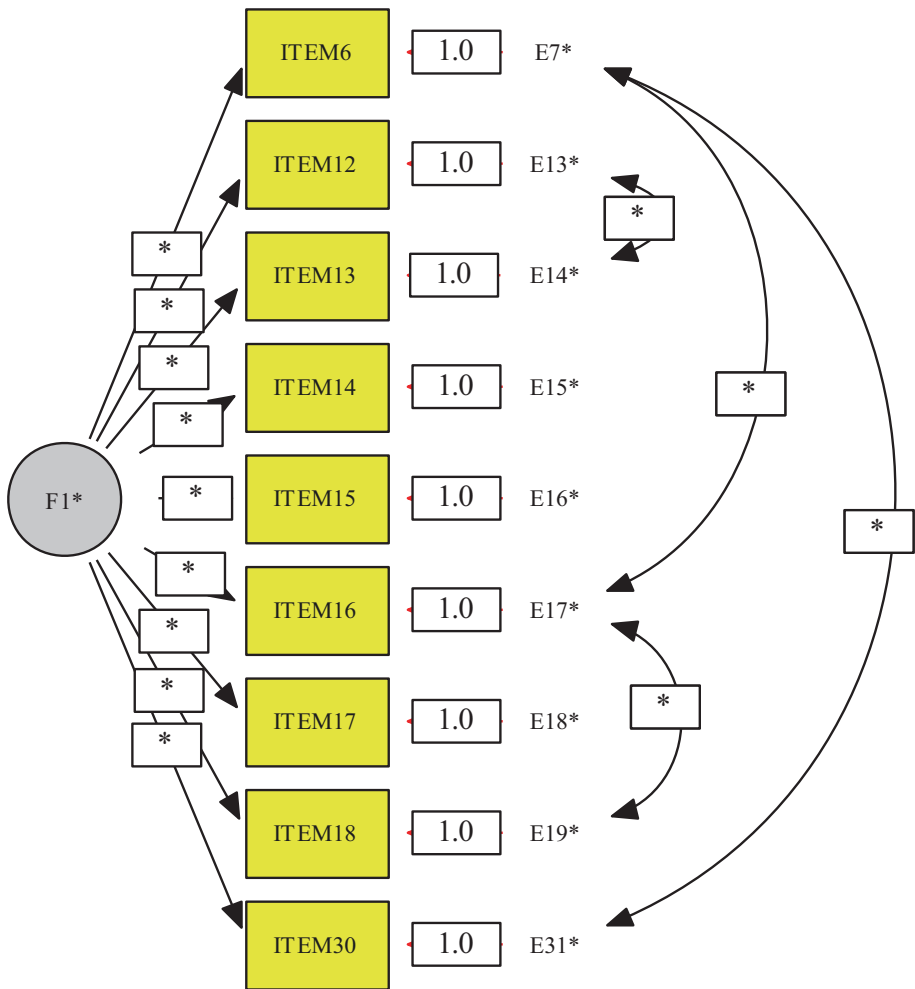 ITEM6 1.0 E7*
ITEM12 1.0 E13*
*
*
ITEM13 1.0 E14*
*
*
ITEM14 1.0 E15*
*
*
F1*
*
ITEM15 1.0 E16*
*
*
ITEM16 1.0 E17*
*
*
*
ITEM17 1.0 E18*
*
ITEM18 1.0 E19*
ITEM30 1.0 E31*